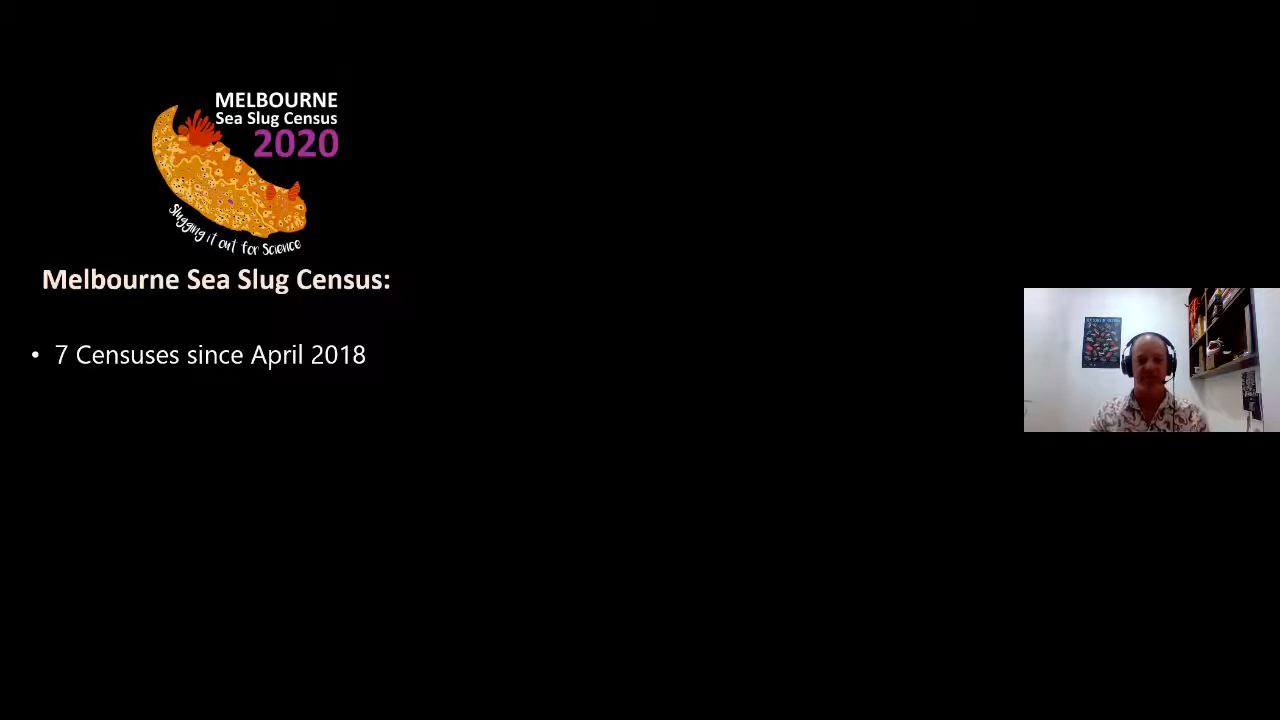 MELBOURNE
Sea Slug Census
2020
Slugging it out for Science
Melbourne Sea Slug Census:
• 7 Censuses since April 2018